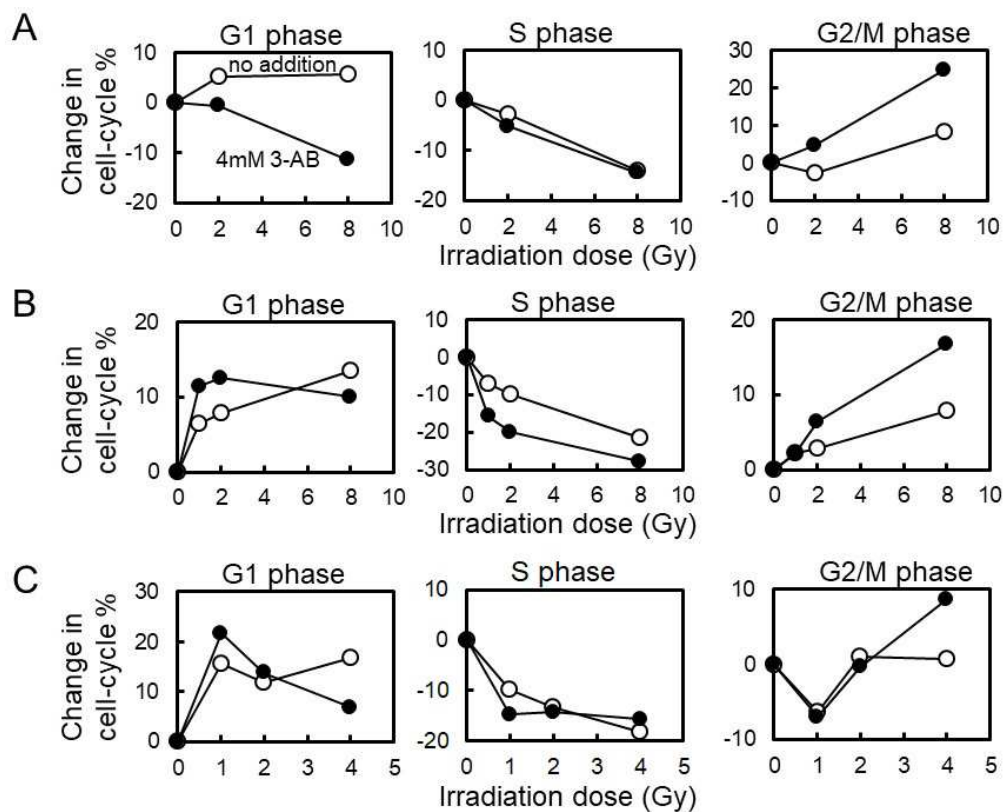 A
G1 phase
S phase
G2/M phase
Change in
cell-cycle %
10
0
-10
-20
no addition
4mM 3-AB
0 2 4 6 8 10
10
0
-10
-20
0 2 4 6 8 10
30
20
10
0
-10
0 2 4 6 8 10
Irradiation dose (Gy)
B
G1 phase
S phase
G2/M phase
Change in
cell-cycle %
20
10
0
0 2 4 6 8 10
10
0
-10
-20
-30
0 2 4 6 8 10
20
10
0
0 2 4 6 8 10
Irradiation dose (Gy)
C
G1 phase
S phase
G2/M phase
Change in
cell-cycle %
30
20
10
0
0 1 2 3 4 5
10
0
-10
-20
0 1 2 3 4 5
10
0
-10
0 1 2 3 4 5
Irradiation dose (Gy)